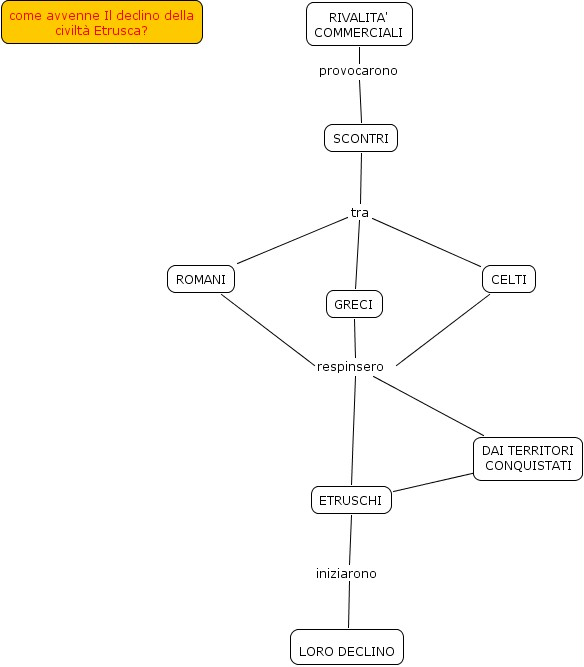 come avvenne Il declino della
civiltà Etrusca?
RIVALITA'
COMMERCIALI
provocarono
SCONTRI
tra
ROMANI
GRECI
CELTI
respinsero
DAI TERRITORI
CONQUISTATI
ETRUSCHI
iniziarono
LORO DECLINO